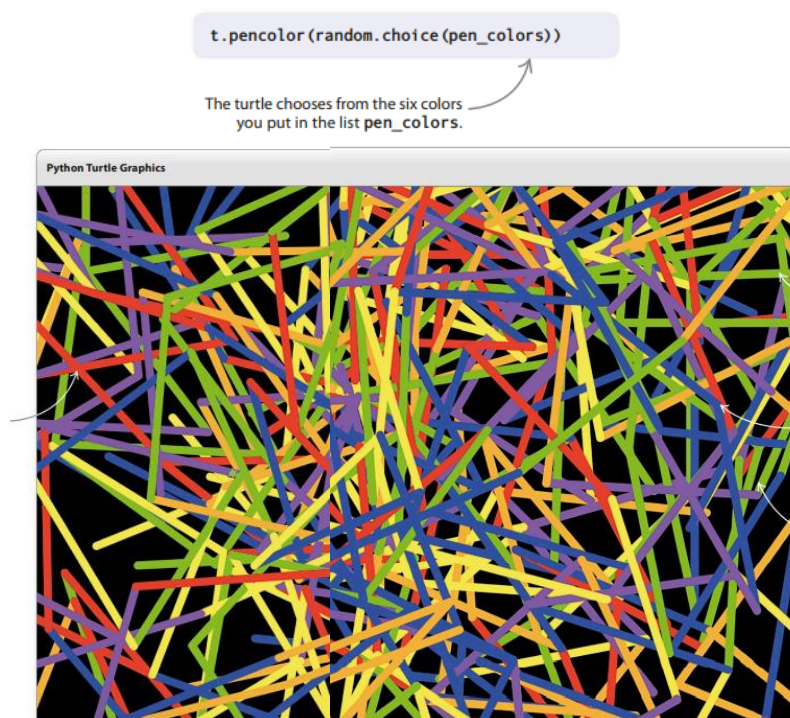 t.pencolor(random.choice(pen_colors))
The turtle chooses from the six colors
you put in the list pen_colors.
Python Turtle Graphics